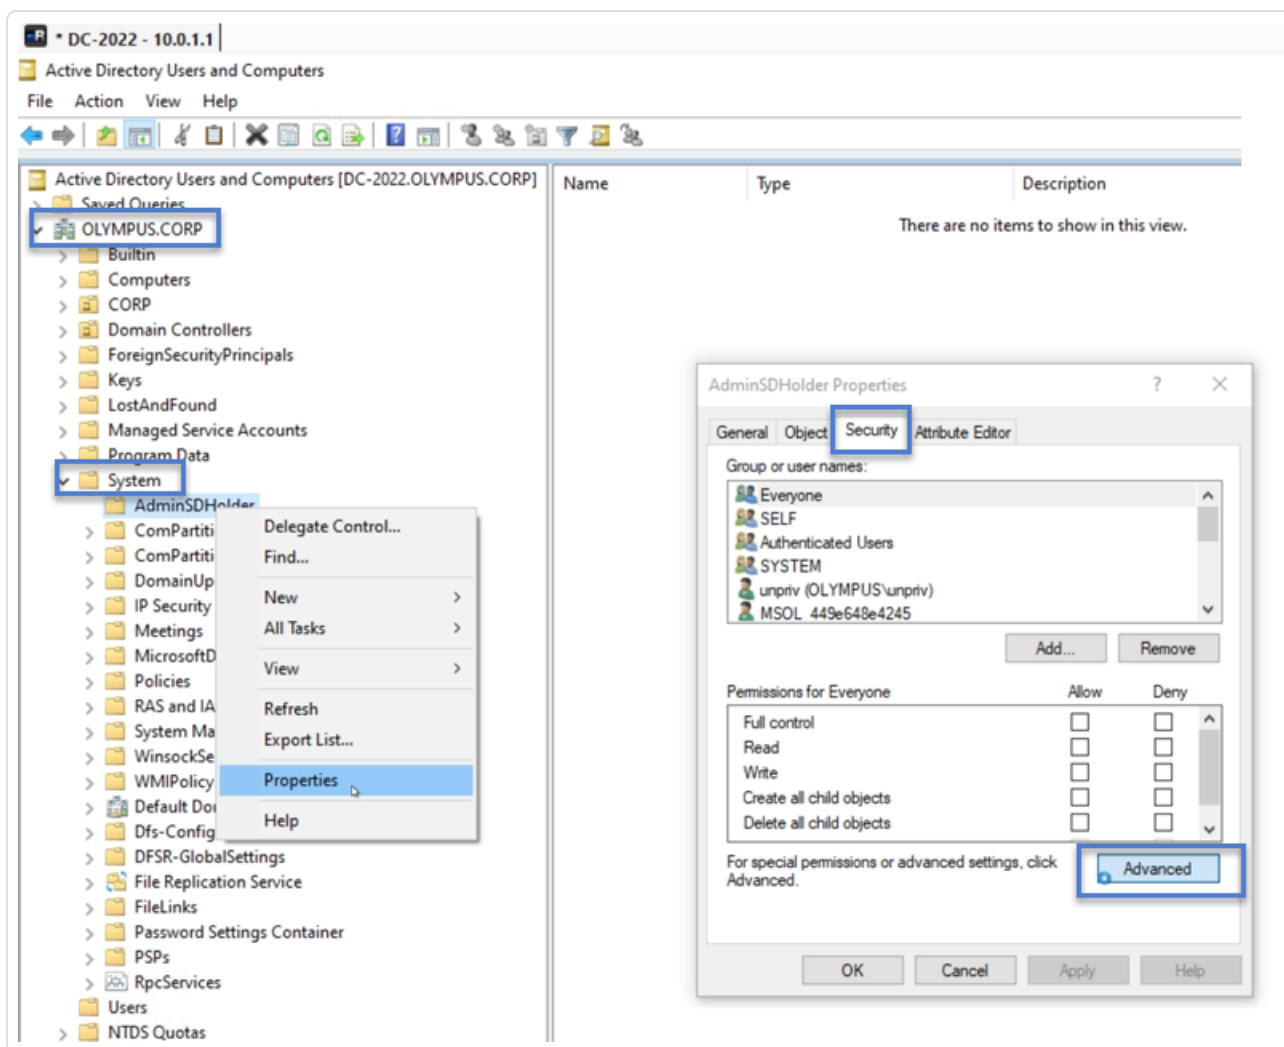 * DC-2022 - 10.0.1.1
Active Directory Users and Computers
File Action View Help
Active Directory Users and Computers [DC-2022.OLYMPUS.CORP]
Saved Queries
OLYMPUS.CORP
Builtin
Computers
CORP
Domain Controllers
ForeignSecurityPrincipals
Keys
LostAndFound
Managed Service Accounts
Program Data
System
AdminSDHolder
ComPartiti
ComPartiti
DomainUp
IP Security
Meetings
MicrosoftD
Policies
RAS and IA
System Ma
WinsockSe
WMIPolicy
Default Do
Dfs-Config
DFSR-GlobalSettings
File Replication Service
FileLinks
Password Settings Container
PSPs
RpcServices
Users
NTDS Quotas
Delegate Control...
Find...
New
All Tasks
View
Refresh
Export List...
Properties
Help
Name Type Description
There are no items to show in this view.
AdminSDHolder Properties
General Object Security Attribute Editor
Group or user names:
Everyone
SELF
Authenticated Users
SYSTEM
unpriv (OLYMPUS\unpriv)
MSOL_449e648e4245
Add... Remove
Permissions for Everyone Allow Deny
Full control
Read
Write
Create all child objects
Delete all child objects
For special permissions or advanced settings, click
Advanced.
Advanced
OK Cancel Apply Help